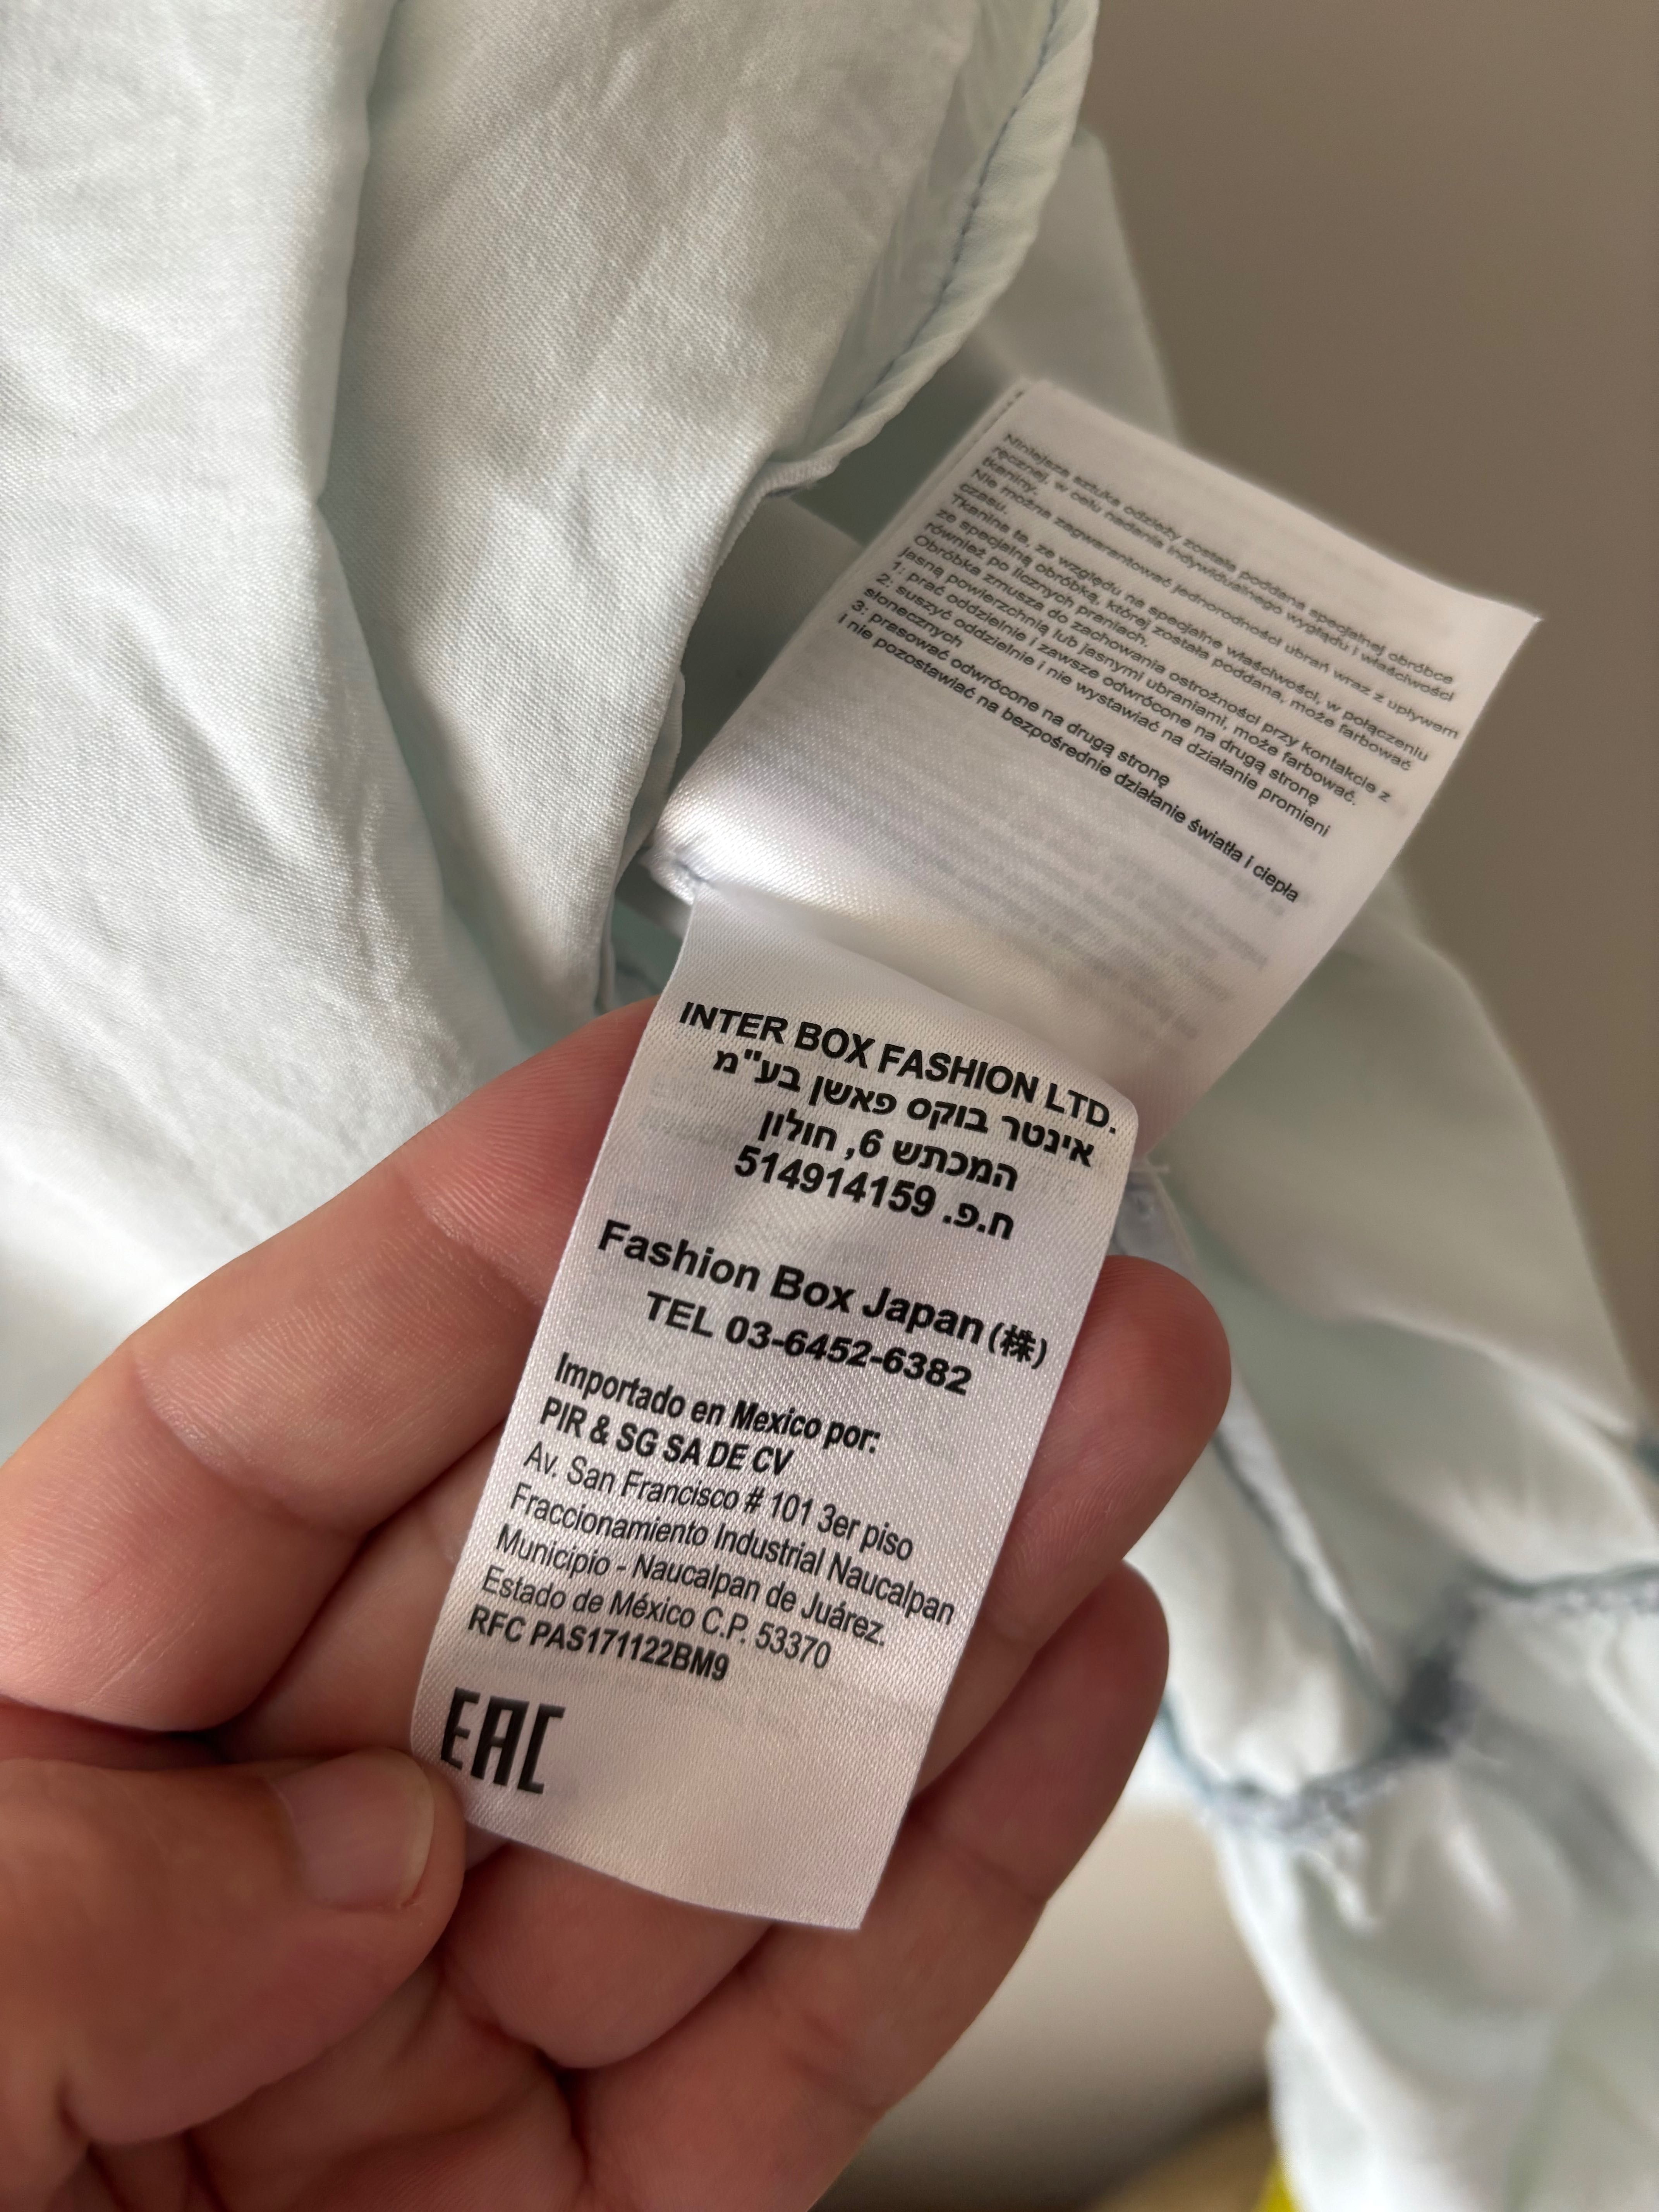 Niniejsza sztuka odzieży została poddana specjalnej obróbce
ręcznej, w celu nadania indywidualnego wyglądu i właściwości
tkaniny.
Nie można zagwarantować jednorodności ubrań wraz z upływem
czasu.
Tkanina ta, ze względu na specjalne właściwości, w połączeniu
ze specjalną obróbką, której została poddana, może farbować
również po licznych praniach.
Obróbka zmusza do zachowania ostrożności przy kontakcie z
jasną powierzchnią lub jasnymi ubraniami, może farbować.
1: prać oddzielnie i zawsze odwrócone na drugą stronę
2: suszyć oddzielnie i nie wystawiać na działanie promieni
słonecznych
3: prasować odwrócone na drugą stronę
i nie pozostawiać na bezpośrednie działanie światła i ciepła
INTER BOX FASHION LTD.
אינטר בוקס פאשן בע"מ
המכתש 6, חולון
ח.פ. 514914159
Fashion Box Japan (株)
TEL 03-6452-6382
Importado en Mexico por:
PIR & SG SA DE CV
Av. San Francisco # 101 3er piso
Fraccionamiento Industrial Naucalpan
Municipio - Naucalpan de Juárez.
Estado de México C.P. 53370
RFC PAS171122BM9
EAC